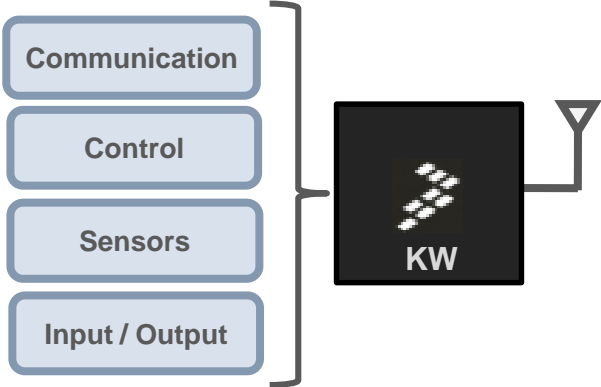 Communication
Control
Sensors
Input / Output
KW